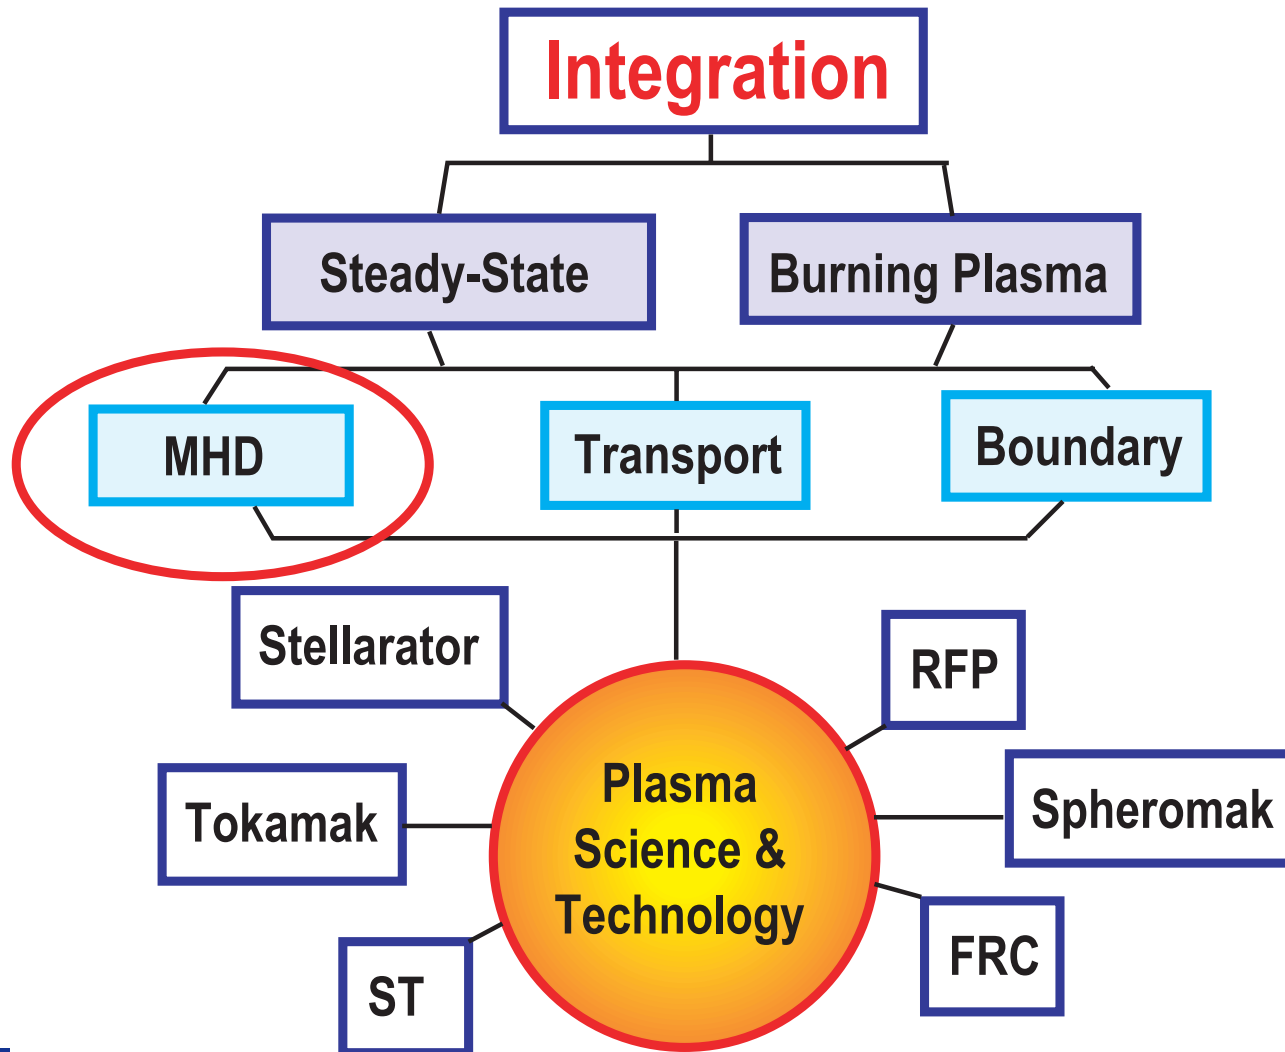 Integration
Steady-State
Burning Plasma
MHD
Transport
Boundary
Stellarator
RFP
Plasma
Science &
Technology
Tokamak
Spheromak
ST
FRC